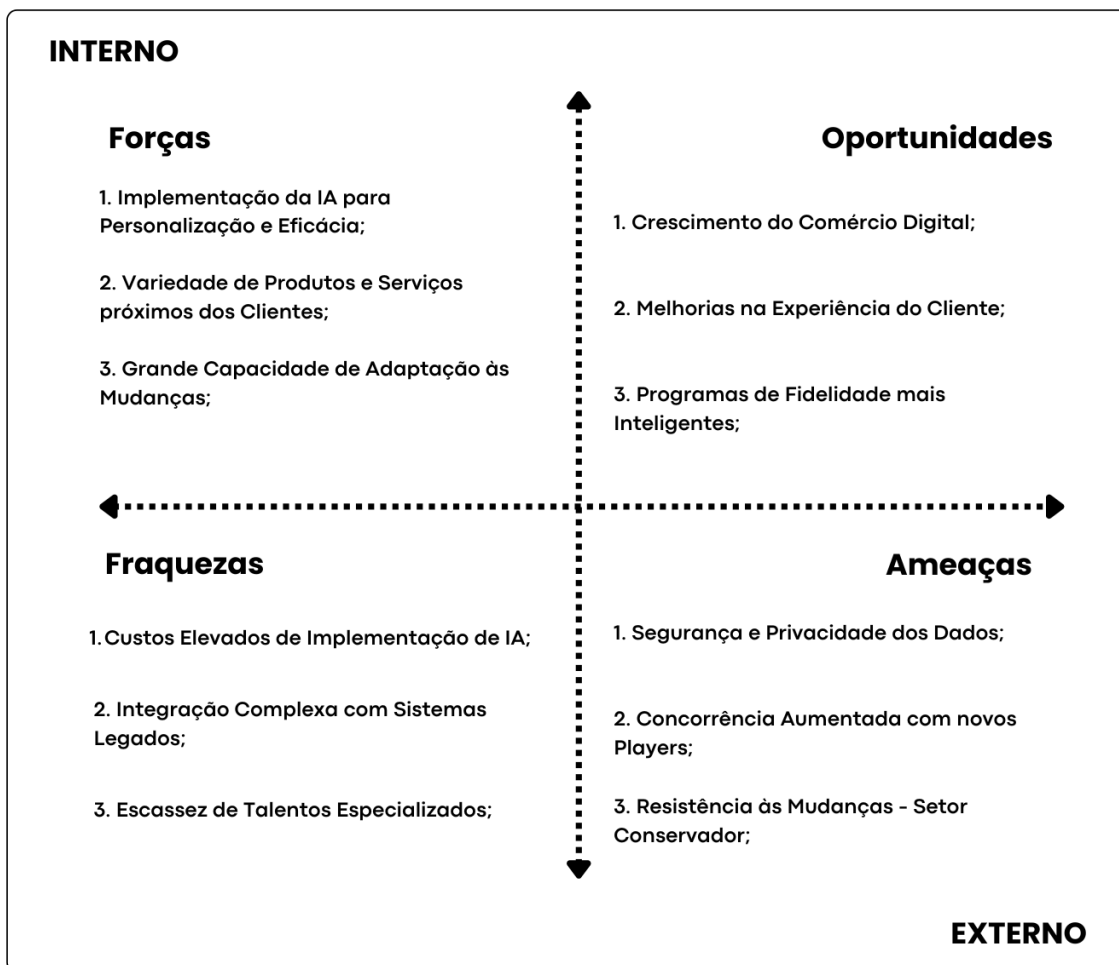 INTERNO
Forças
1. Implementação da IA para
Personalização e Eficácia;
2. Variedade de Produtos e Serviços
próximos dos Clientes;
3. Grande Capacidade de Adaptação às
Mudanças;
Oportunidades
1. Crescimento do Comércio Digital;
2. Melhorias na Experiência do Cliente;
3. Programas de Fidelidade mais
Inteligentes;
Fraquezas
1. Custos Elevados de Implementação de IA;
2. Integração Complexa com Sistemas
Legados;
3. Escassez de Talentos Especializados;
Ameaças
1. Segurança e Privacidade dos Dados;
2. Concorrência Aumentada com novos
Players;
3. Resistência às Mudanças - Setor
Conservador;
EXTERNO